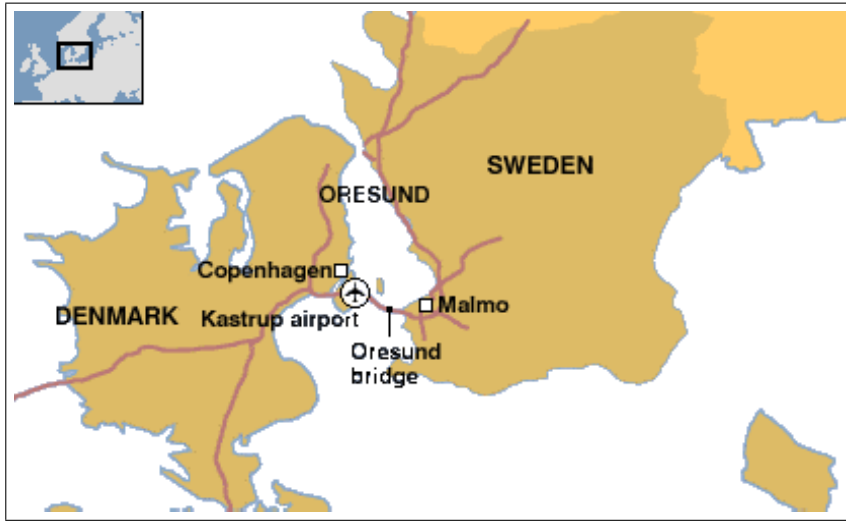 SWEDEN
ORESUND
Copenhagen
DENMARK
Kastrup airport
Malmo
Oresund
bridge